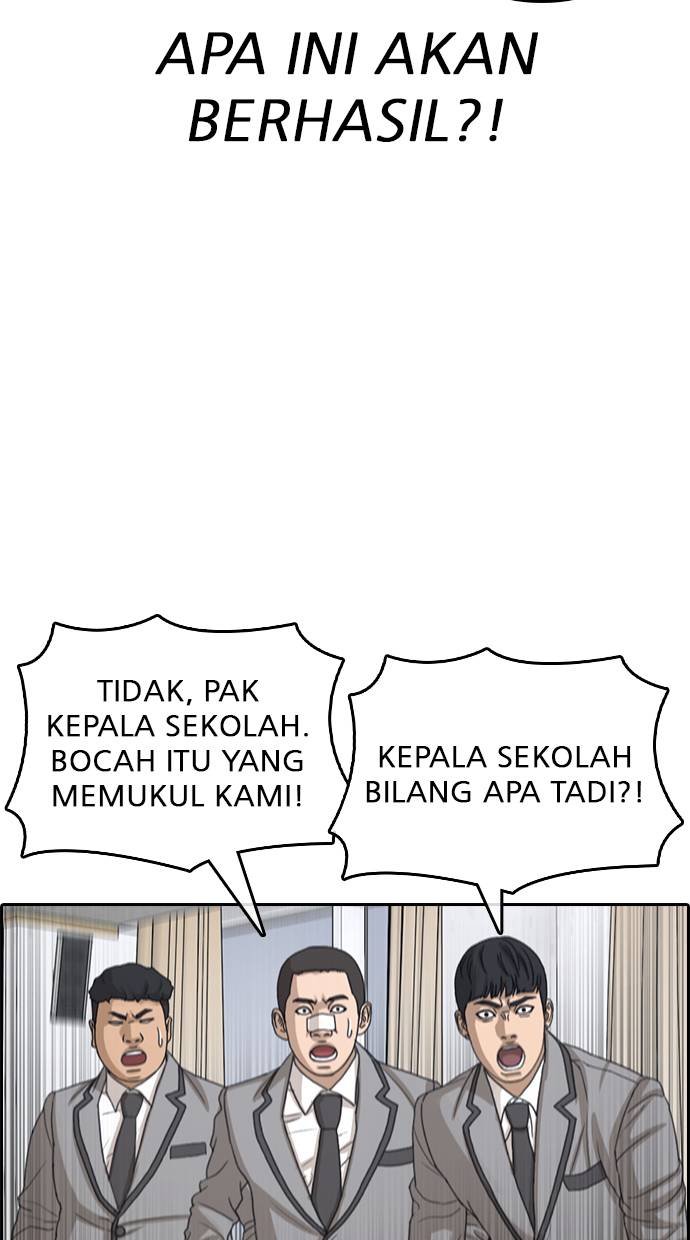 APA INI AKAN
BERHASIL?!
TIDAK, PAK
KEPALA SEKOLAH.
BOCAH ITU YANG
MEMUKUL KAMI!
KEPALA SEKOLAH
BILANG APA TADI?!